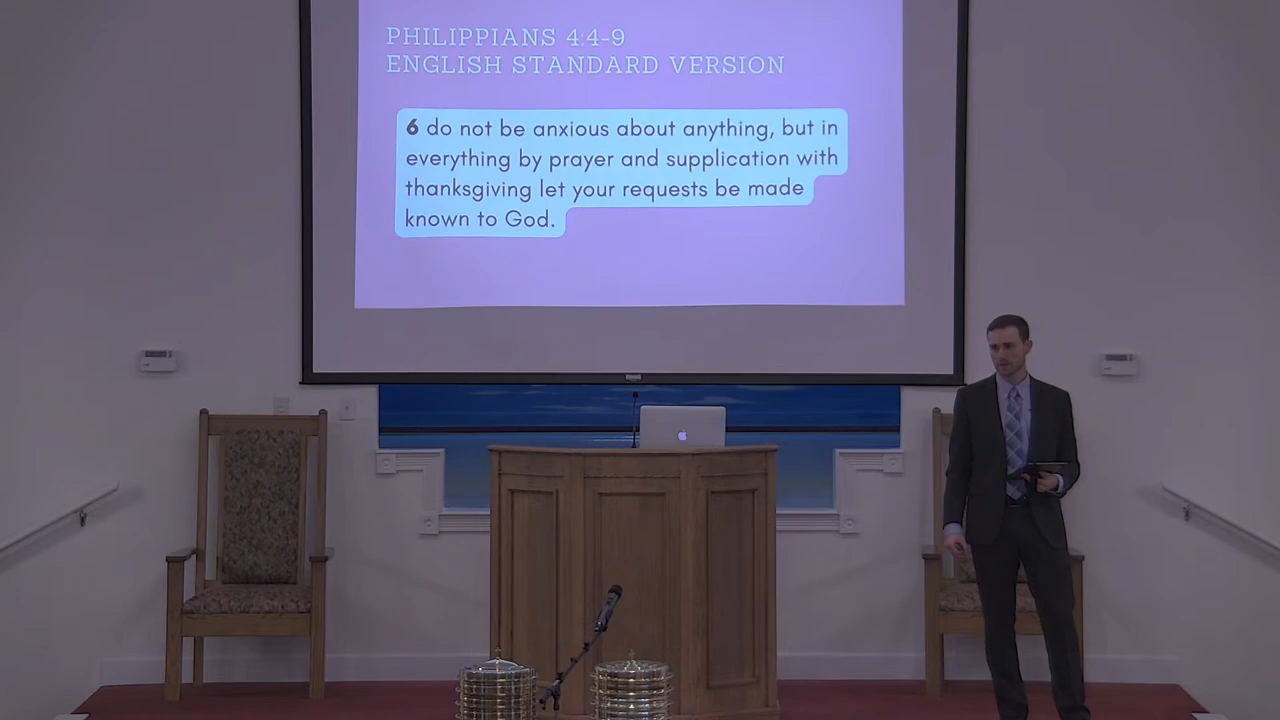 PHILIPPIANS 4:4-9
ENGLISH STANDARD VERSION
6 do not be anxious about anything, but in
everything by prayer and supplication with
thanksgiving let your requests be made
known to God.